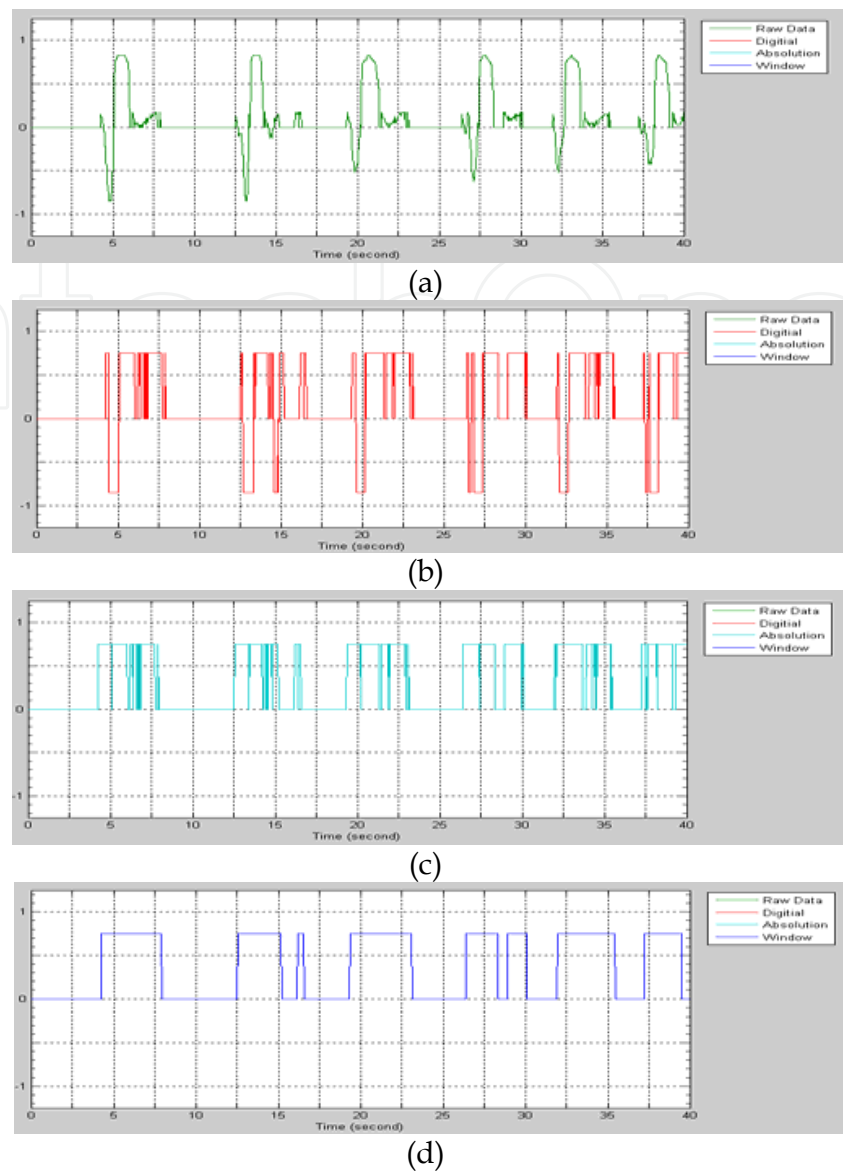 1
0
-1
0 5 10 15 20 25 30 35 40
Time (second)
Raw Data
Digitial
Absolution
Window
(a)
1
0
-1
0 5 10 15 20 25 30 35 40
Time (second)
Raw Data
Digitial
Absolution
Window
(b)
1
0
-1
0 5 10 15 20 25 30 35 40
Time (second)
Raw Data
Digitial
Absolution
Window
(c)
1
0
-1
0 5 10 15 20 25 30 35 40
Time (second)
Raw Data
Digitial
Absolution
Window
(d)